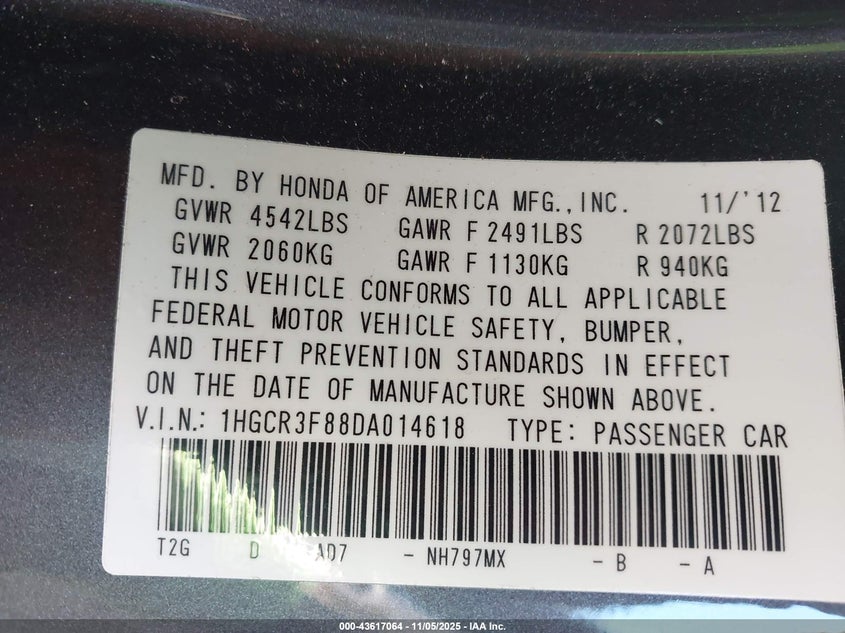 MFD. BY HONDA OF AMERICA MFG., INC. 11/'12
GVWR 4542LBS GAWR F 2491LBS R 2072LBS
GVWR 2060KG GAWR F 1130KG R 940KG
THIS VEHICLE CONFORMS TO ALL APPLICABLE
FEDERAL MOTOR VEHICLE SAFETY, BUMPER,
AND THEFT PREVENTION STANDARDS IN EFFECT
ON THE DATE OF MANUFACTURE SHOWN ABOVE.
V.I.N.: 1HGCR3F88DA014618 TYPE: PASSENGER CAR
T2G D AD7 - NH797MX - B - A
000-43617064 - 11/05/2025 - IAA Inc.